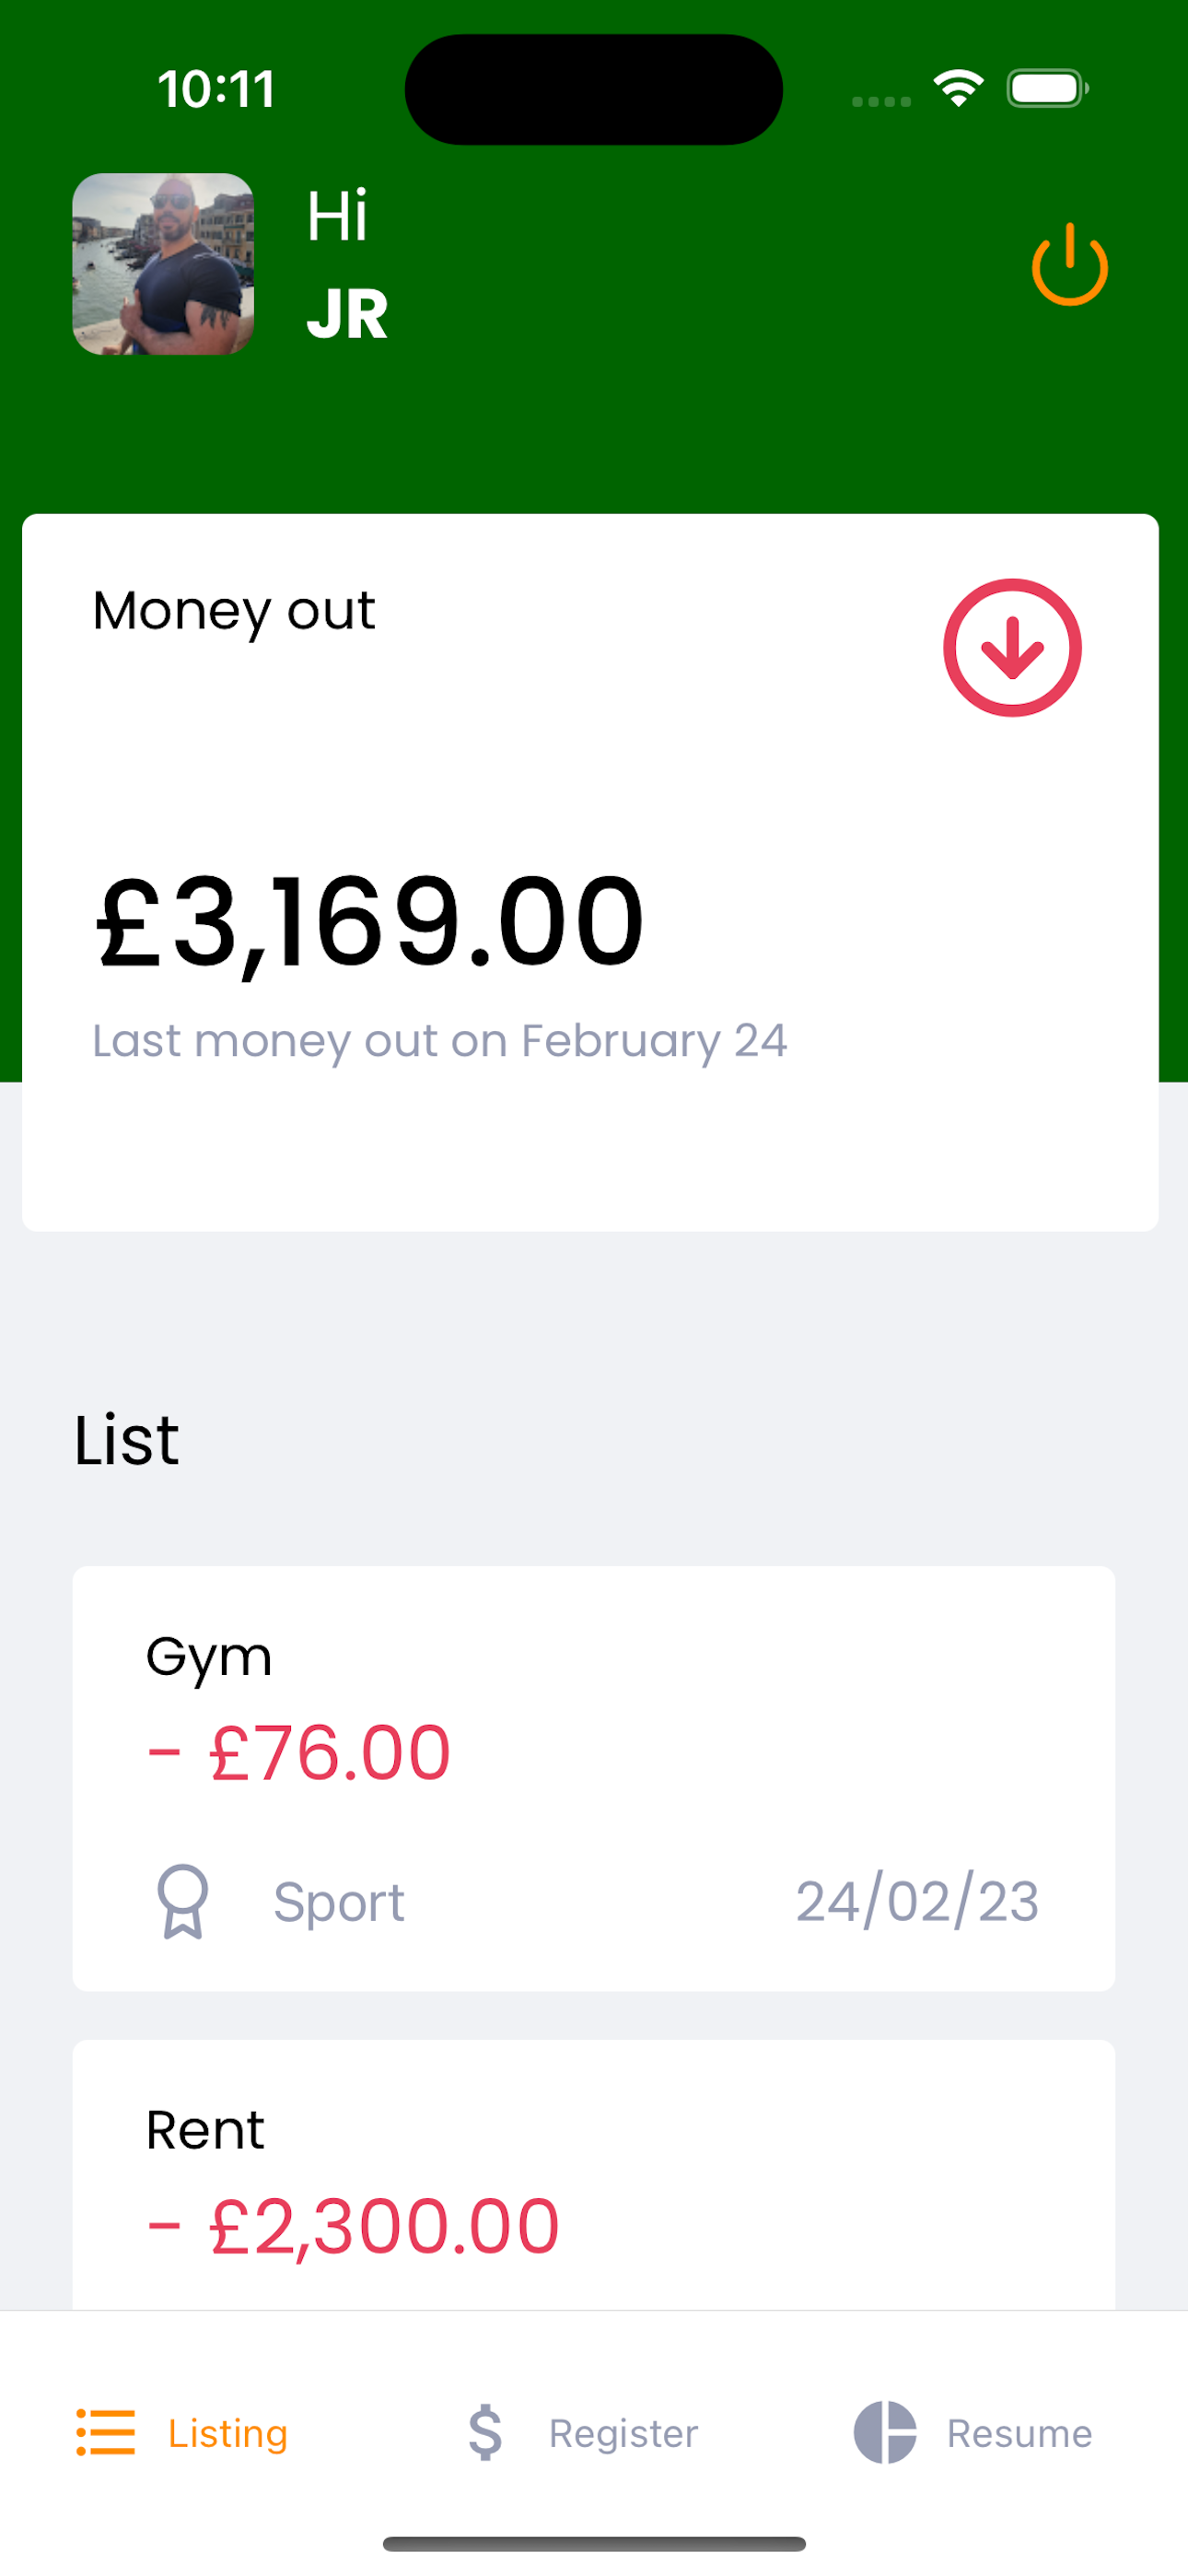 10:11
Hi
JR
Money out
£3,169.00
Last money out on February 24
List
Gym
- £76.00
Sport 24/02/23
Rent
- £2,300.00
Listing Register Resume